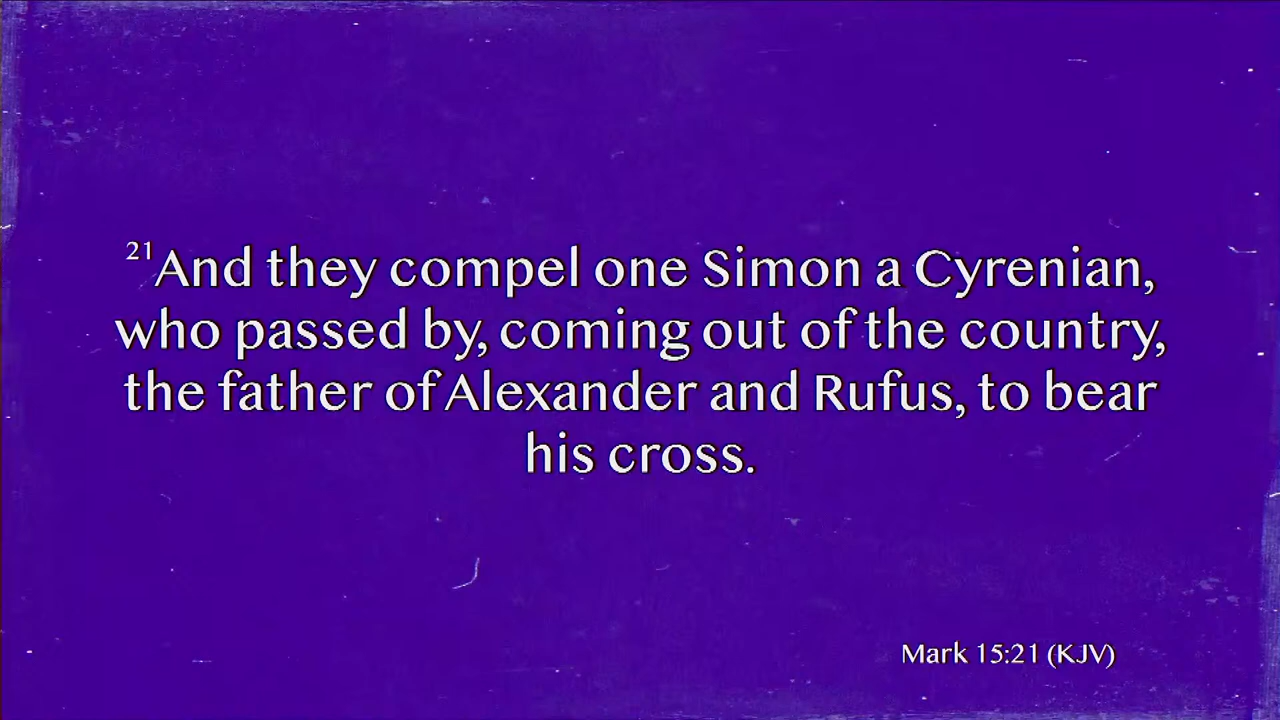 ²¹And they compel one Simon a Cyrenian,
who passed by, coming out of the country,
the father of Alexander and Rufus, to bear
his cross.
Mark 15:21 (KJV)